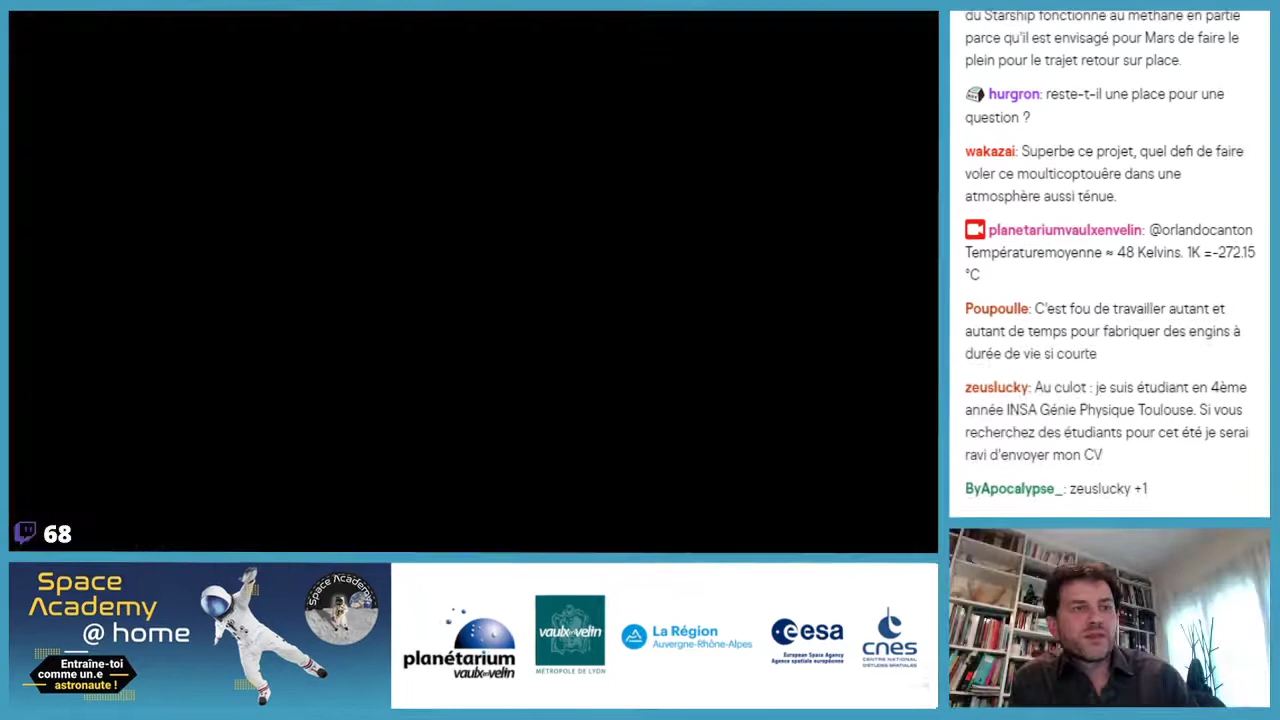 du Starship fonctionne au méthane en partie
parce qu'il est envisagé pour Mars de faire le
plein pour le trajet retour sur place.
hurgron: reste-t-il une place pour une
question ?
wakazai: Superbe ce projet, quel defi de faire
voler ce moulticoptouêre dans une
atmosphère aussi ténue.
planetariumvaulxenvelin: @orlandocanton
Températuremoyenne ≈ 48 Kelvins. 1K =-272.15
°C
Poupoulle: C'est fou de travailler autant et
autant de temps pour fabriquer des engins à
durée de vie si courte
zeuslucky: Au culot : je suis étudiant en 4ème
année INSA Génie Physique Toulouse. Si vous
recherchez des étudiants pour cet été je serai
ravi d'envoyer mon CV
ByApocalypse_: zeuslucky +1
68
Space
Academy
@ home
Entraîne-toi
comme un.e
astronaute !
Space Academy
planétarium
vaulx en velin
vaulx en velin
MÉTROPOLE DE LYON
La Région
Auvergne-Rhône-Alpes
esa
European Space Agency
Agence spatiale européenne
cnes
CENTRE NATIONAL
D'ÉTUDES SPATIALES